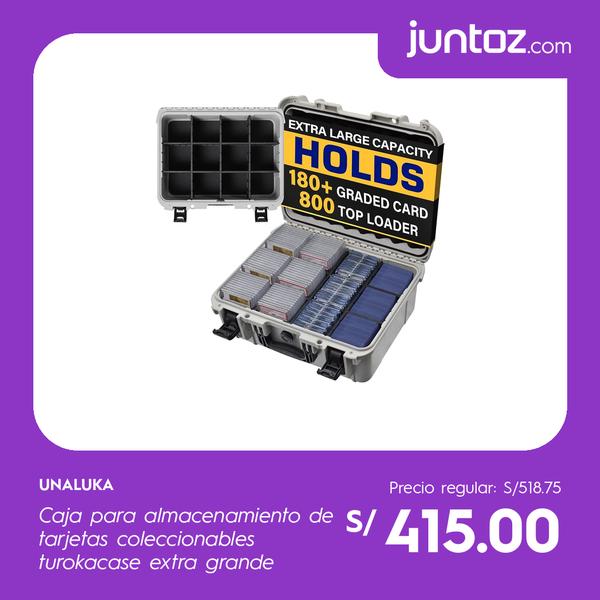 juntoz.com
EXTRA LARGE CAPACITY
HOLDS
180+ GRADED CARD
800 TOP LOADER
UNALUKA
Caja para almacenamiento de
tarjetas coleccionables
turokacase extra grande
Precio regular: S/518.75
S/ 415.00